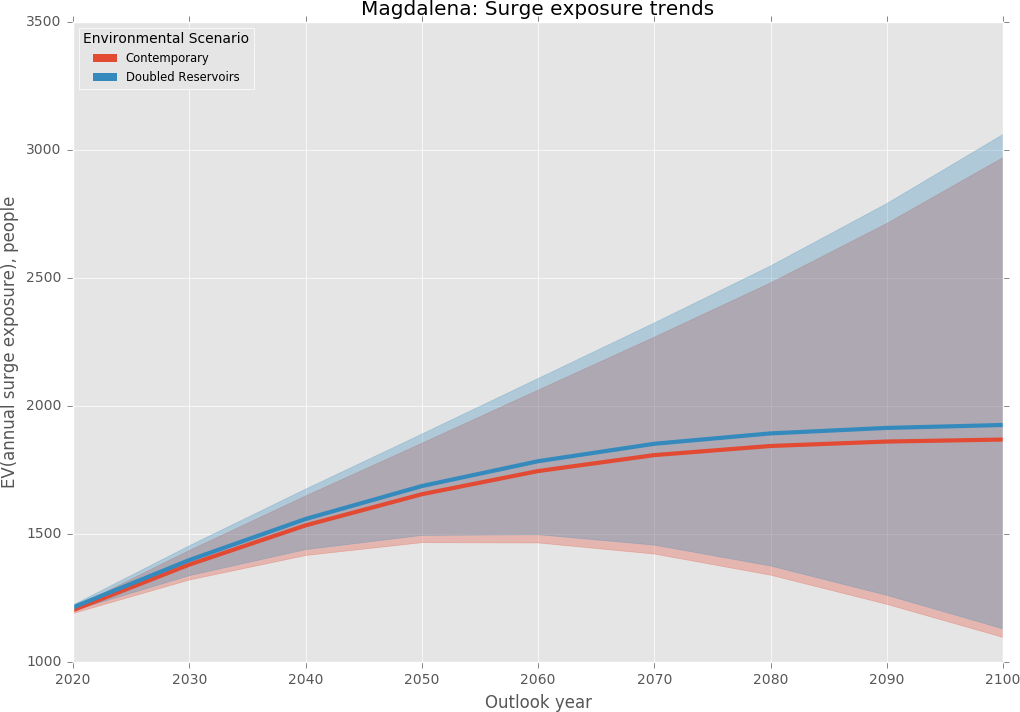 Magdalena: Surge exposure trends
Environmental Scenario
Contemporary
Doubled Reservoirs
EV(annual surge exposure), people
3500
3000
2500
2000
1500
1000
2020 2030 2040 2050 2060 2070 2080 2090 2100
Outlook year